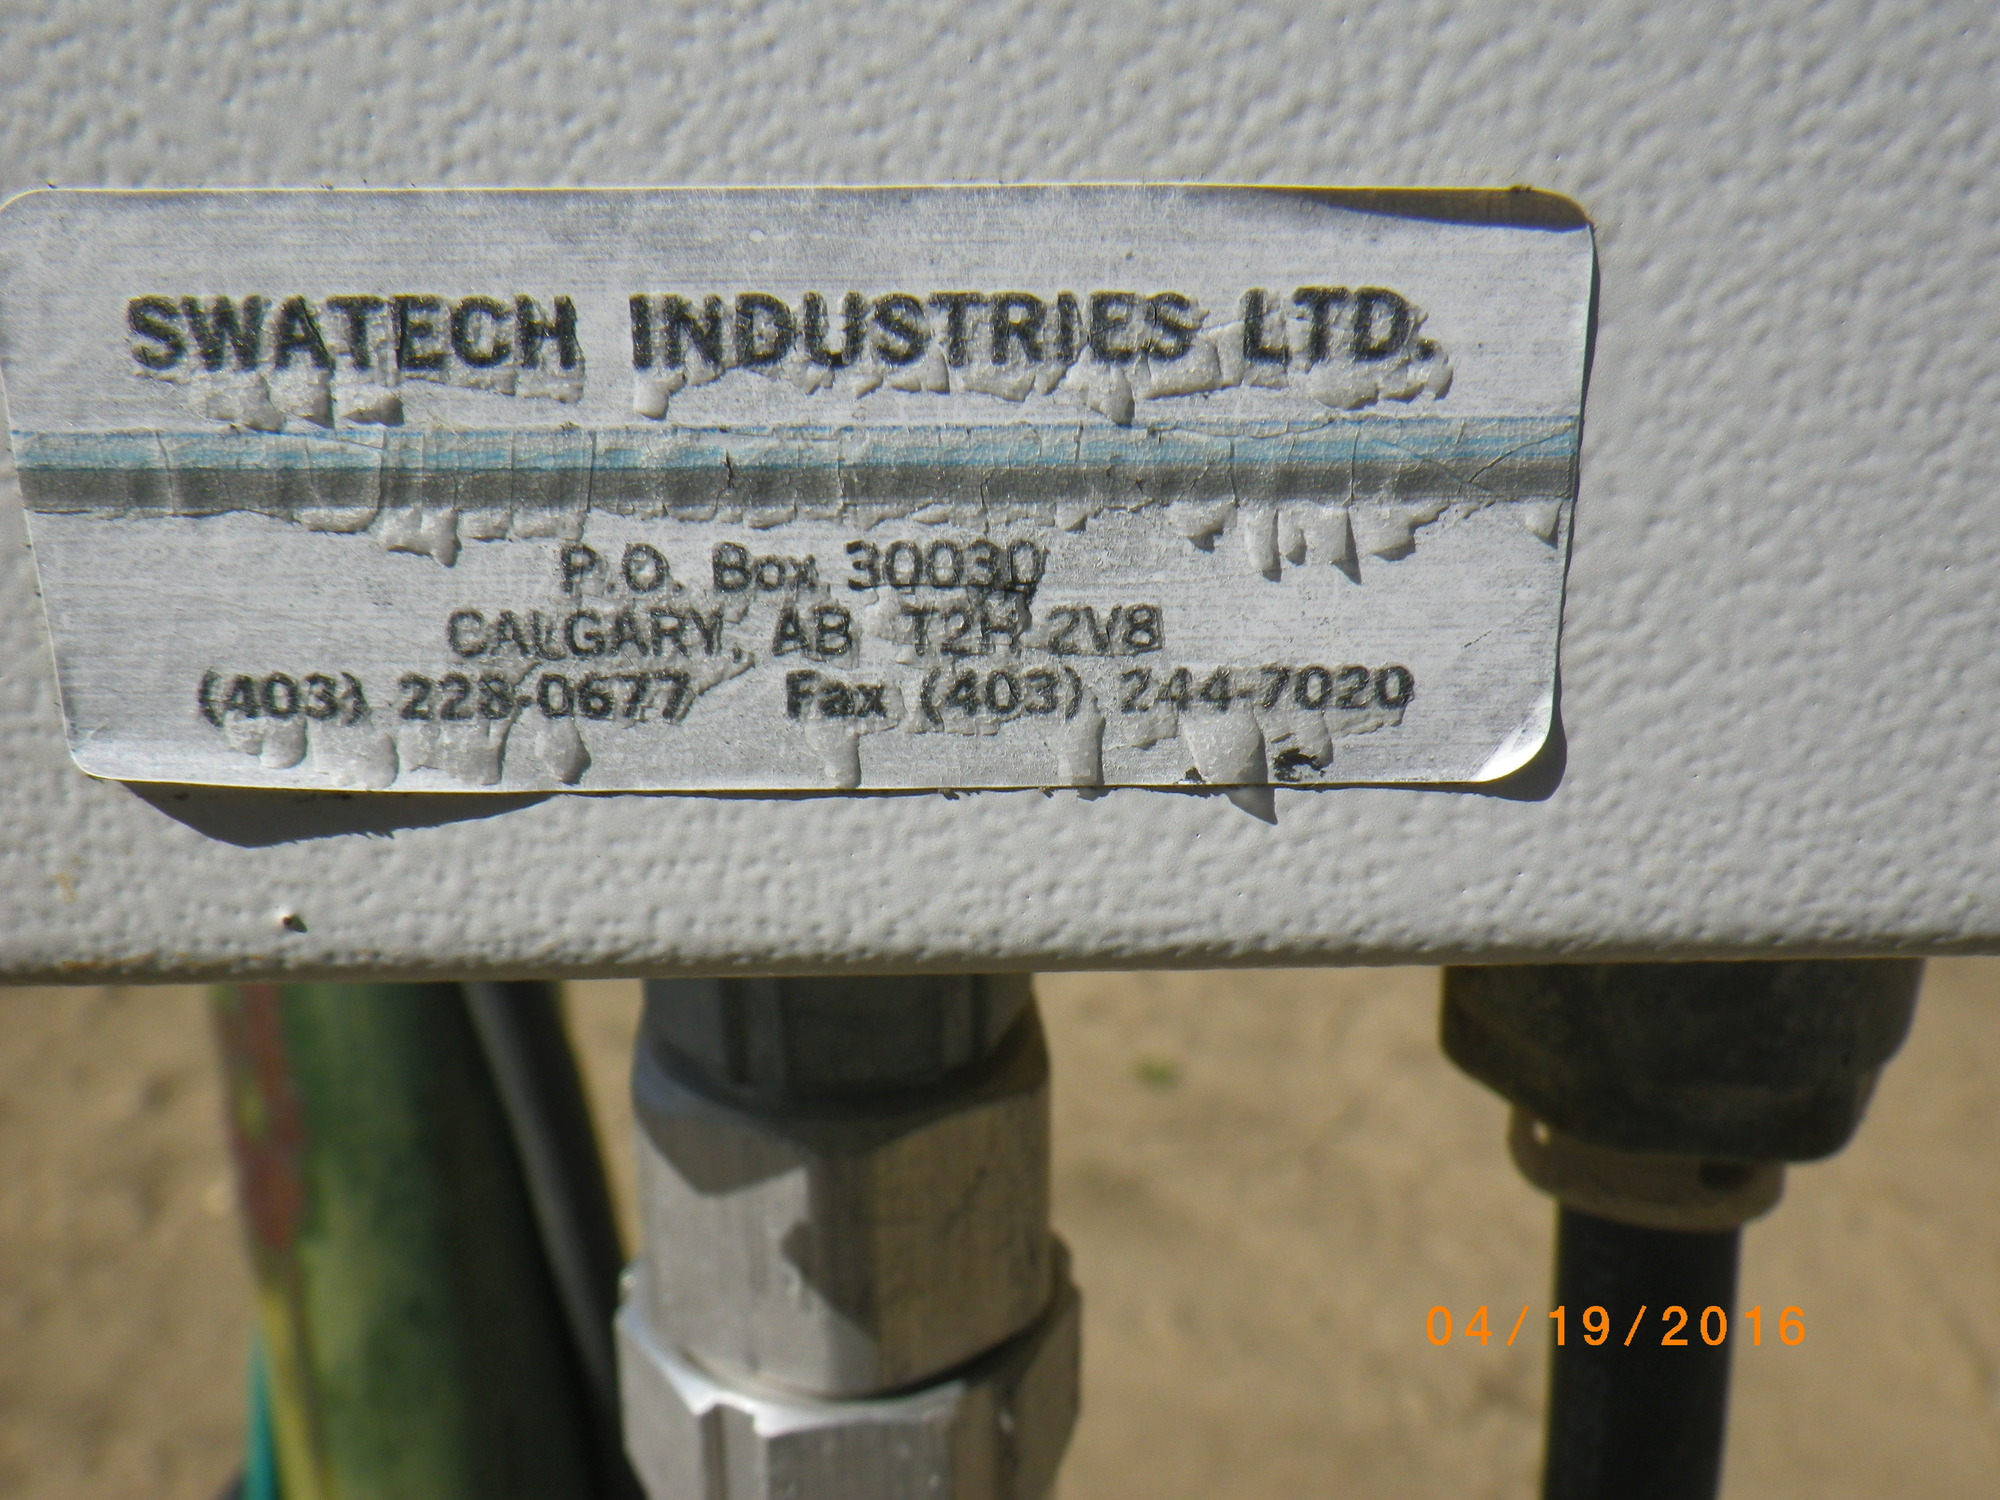 SWATECH INDUSTRIES LTD.
P.O. Box 30030
CALGARY, AB T2H 2V8
(403) 228-0677 Fax (403) 244-7020
04/19/2016